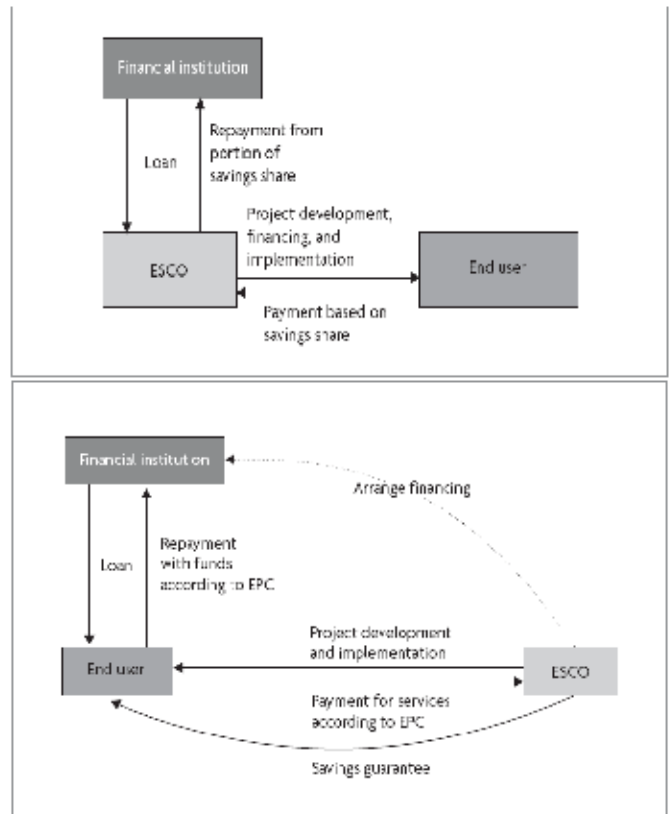 Financial institution
Loan
Repayment from
portion of
savings share
Project development,
financing, and
implementation
ESCO
End user
Payment based on
savings share
Financial institution
Arrange financing
Loan
Repayment
with funds
according to EPC
Project development
and implementation
End user
ESCO
Payment for services
according to EPC
Savings guarantee